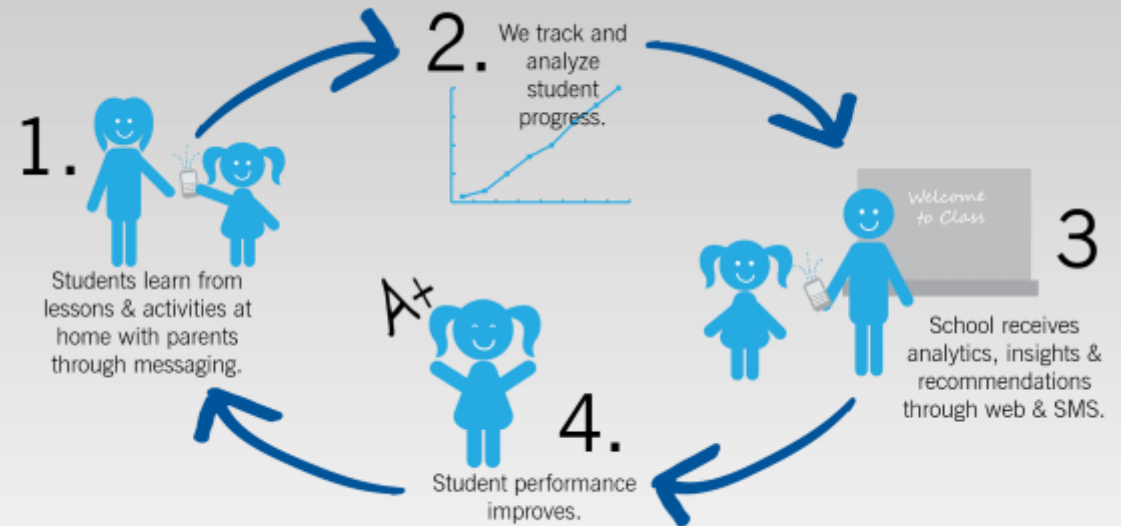 1.
Students learn from
lessons & activities at
home with parents
through messaging.
2.
We track and
analyze
student
progress.
Welcome
to Class
3
School receives
analytics, insights &
recommendations
through web & SMS.
A+
4.
Student performance
improves.